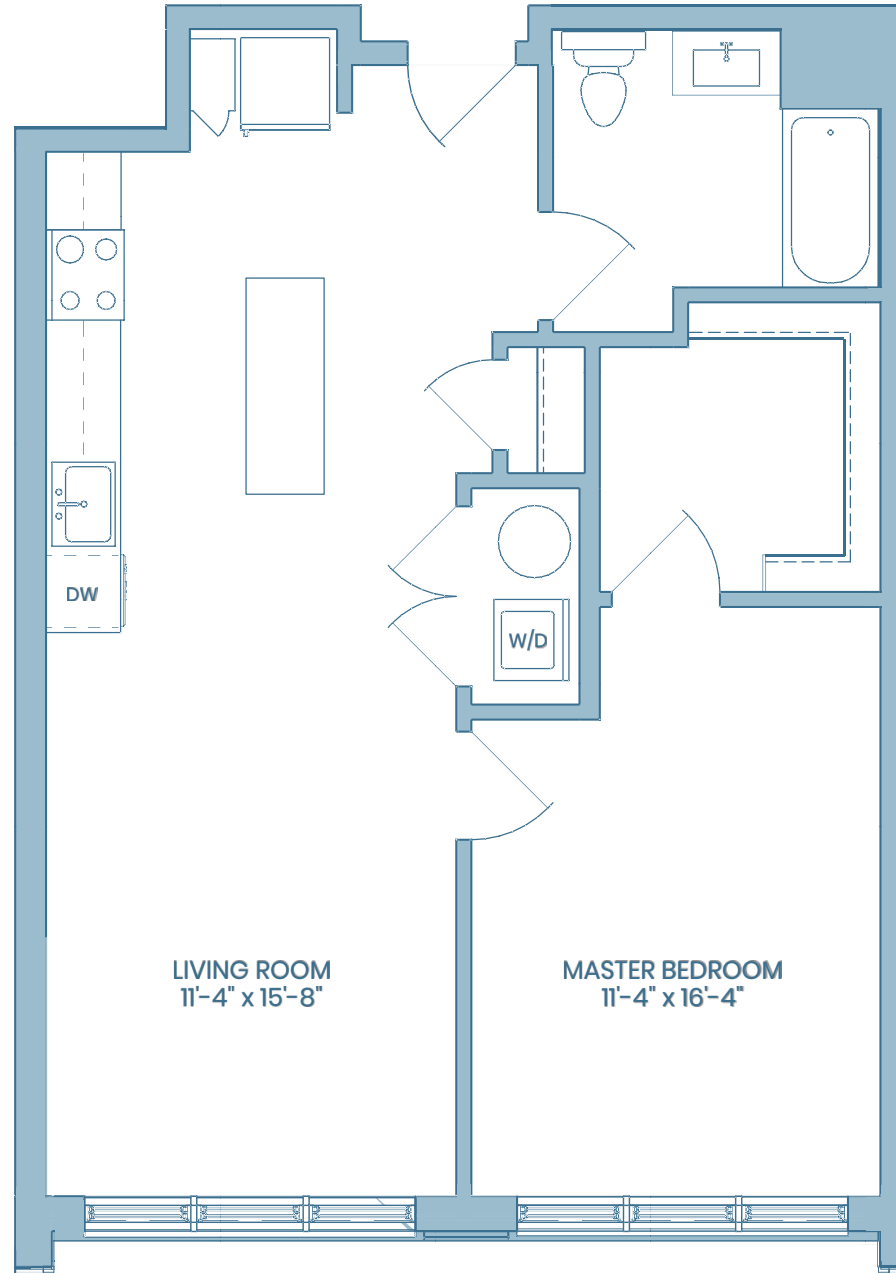 DW
W/D
LIVING ROOM
11'-4" x 15'-8"
MASTER BEDROOM
11'-4" x 16'-4"